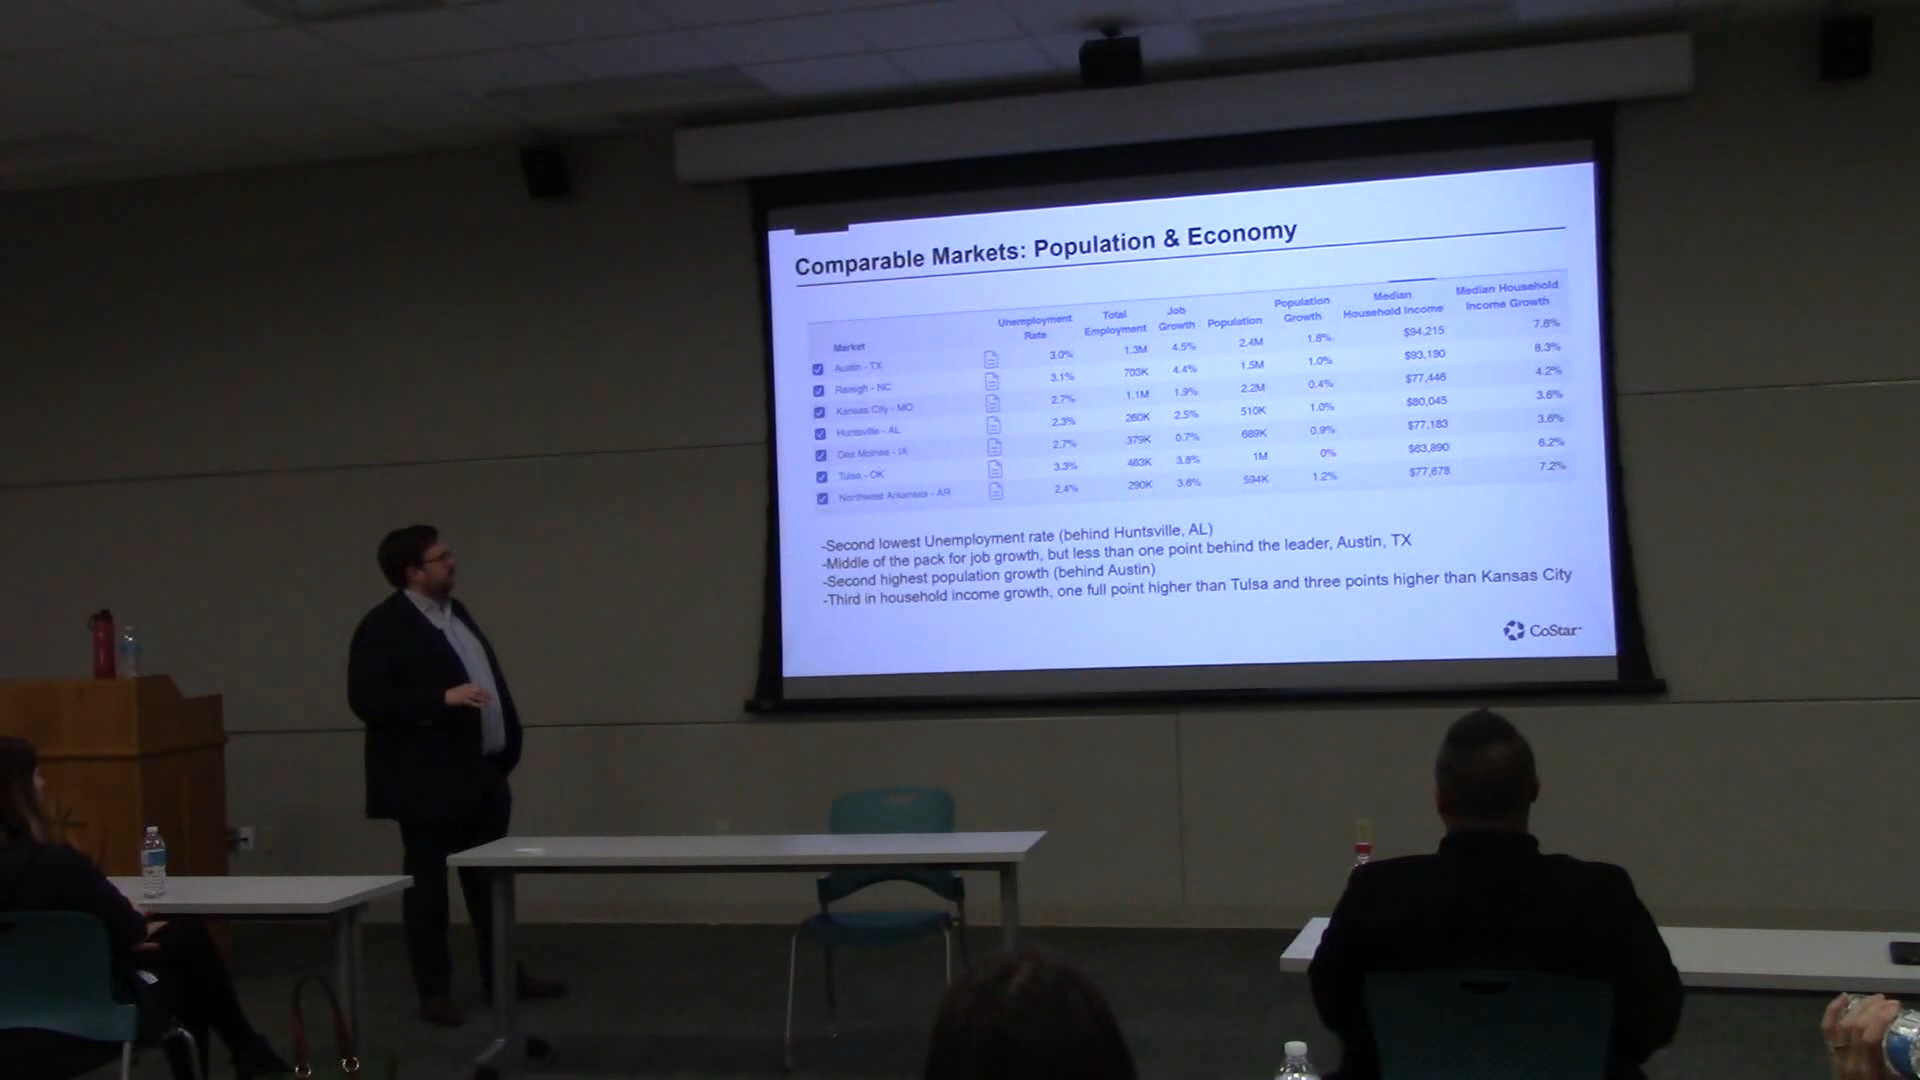 Comparable Markets: Population & Economy
Market Unemployment Rate Total Employment Job Growth Population Population Growth Median Household Income Median Household Income Growth
Austin - TX 3.0% 1.3M 4.5% 2.4M 1.8% $94,215 7.8%
Raleigh - NC 3.1% 703K 4.4% 1.5M 1.0% $93,190 8.3%
Kansas City - MO 2.7% 1.1M 1.9% 2.2M 0.4% $77,446 4.2%
Huntsville - AL 2.3% 260K 2.5% 510K 1.0% $80,045 3.6%
Des Moines - IA 2.7% 379K 0.7% 689K 0.9% $77,183 3.6%
Tulsa - OK 3.3% 463K 3.8% 1M 0% $63,890 6.2%
Northwest Arkansas - AR 2.4% 290K 3.6% 594K 1.2% $77,678 7.2%
-Second lowest Unemployment rate (behind Huntsville, AL)
-Middle of the pack for job growth, but less than one point behind the leader, Austin, TX
-Second highest population growth (behind Austin)
-Third in household income growth, one full point higher than Tulsa and three points higher than Kansas City
CoStar